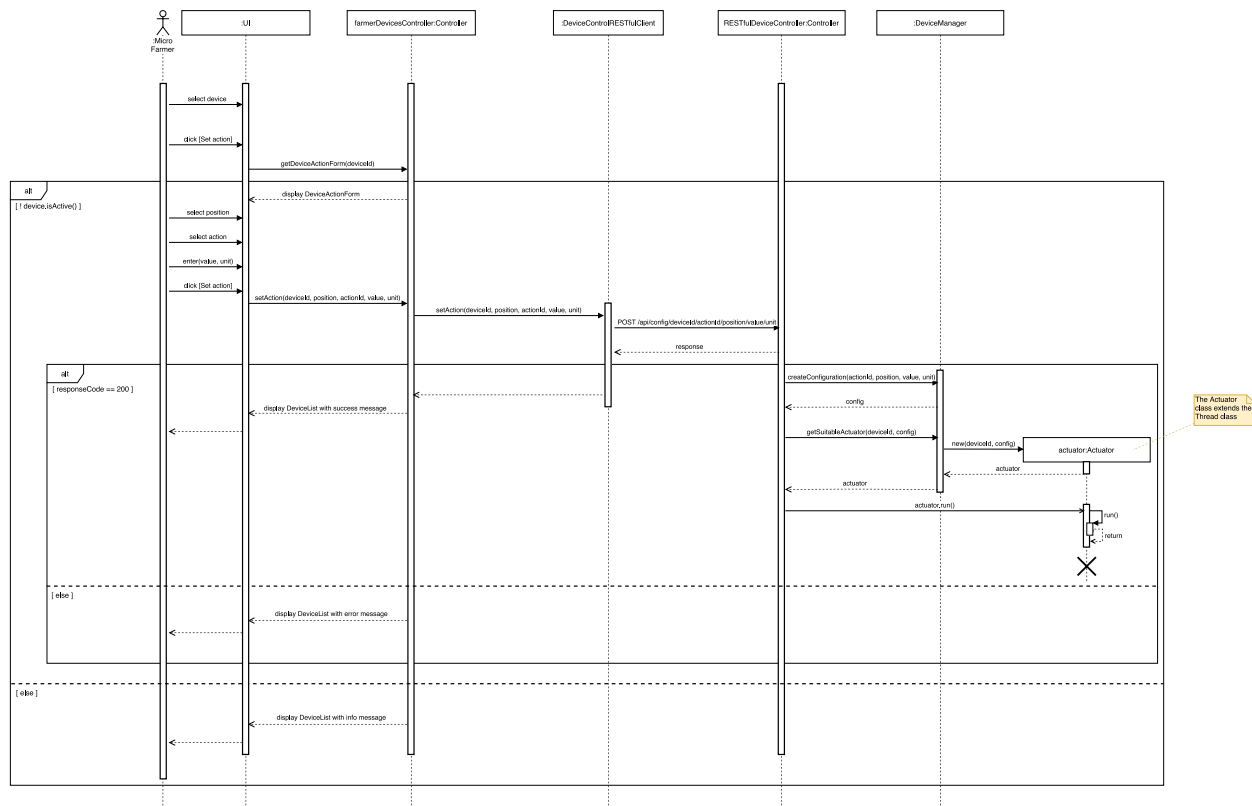 :Micro
Farmer
:UI
farmerDevicesController:Controller
:DeviceControlRESTfulClient
RESTfulDeviceController:Controller
:DeviceManager
select device
click [Set action]
getDeviceActionForm(deviceId)
alt
[ ! device.isActive() ]
display DeviceActionForm
select position
select action
enter(value, unit)
click [Set action]
setAction(deviceId, position, actionId, value, unit)
setAction(deviceId, position, actionId, value, unit)
POST /api/config/deviceId/actionId/position/value/unit
response
alt
[ responseCode == 200 ]
createConfiguration(actionId, position, value, unit)
config
display DeviceList with success message
The Actuator
class extends the
Thread class
getSuitableActuator(deviceId, config)
new(deviceId, config)
actuator:Actuator
actuator
actuator
actuator.run()
run()
return
[ else ]
display DeviceList with error message
[ else ]
display DeviceList with info message